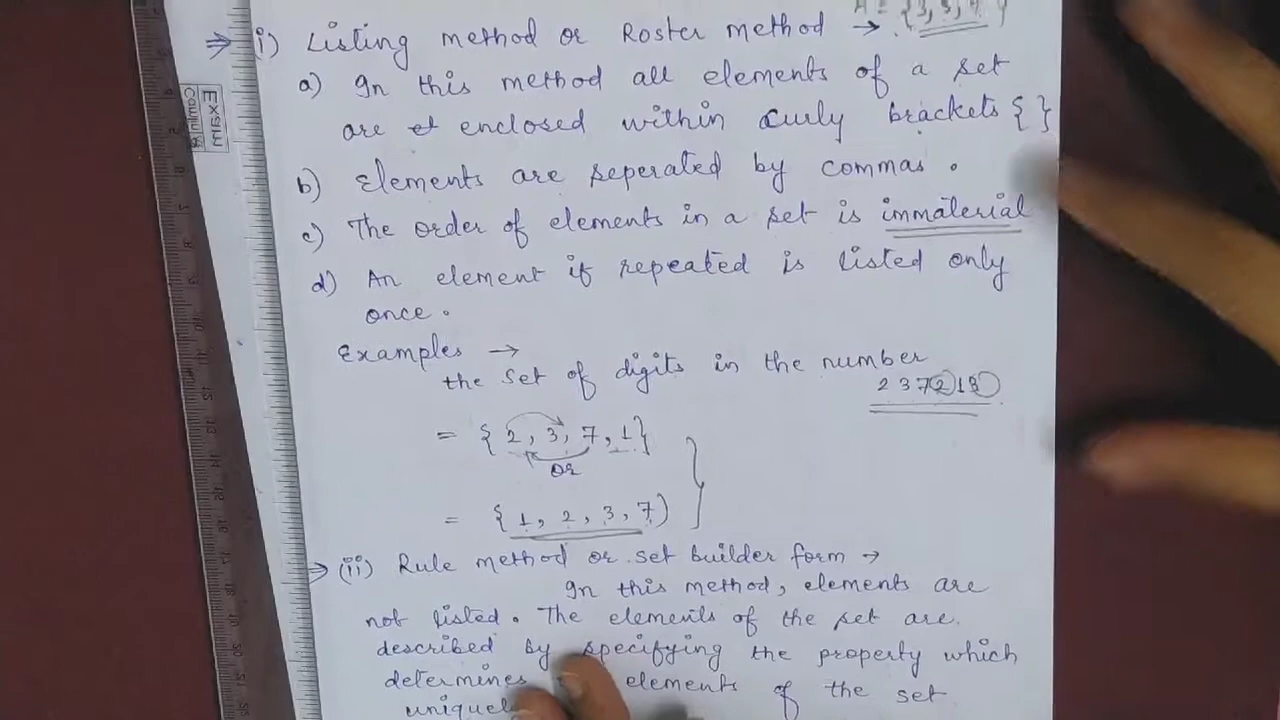 ⇒ i) Listing method or Roster method →
a) In this method all elements of a set
are enclosed within curly brackets { }
b) Elements are seperated by commas.
c) The order of elements in a set is immaterial
d) An element if repeated is listed only
once.
Examples →
the set of digits in the number
237213
= {2, 3, 7, 1}
or
= {1, 2, 3, 7)
⇒ (ii) Rule method or set builder form →
In this method, elements are
not listed. The elements of the set are
described by specifying the property which
determines elements of the set